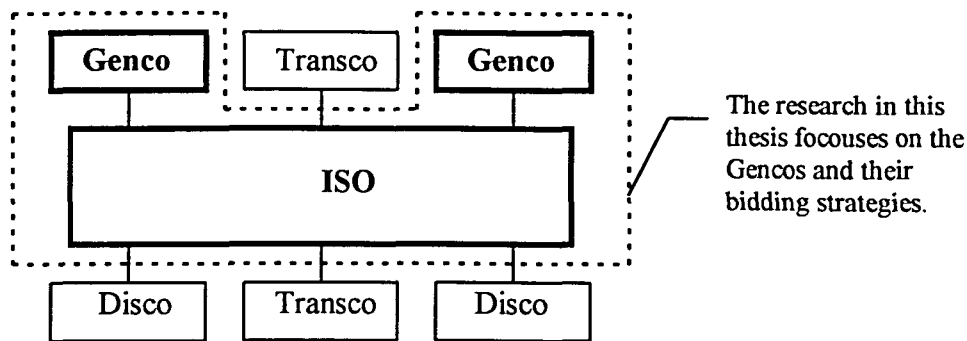 Genco Transco Genco
The research in this
thesis focouses on the
Gencos and their
bidding strategies.
ISO
Disco Transco Disco